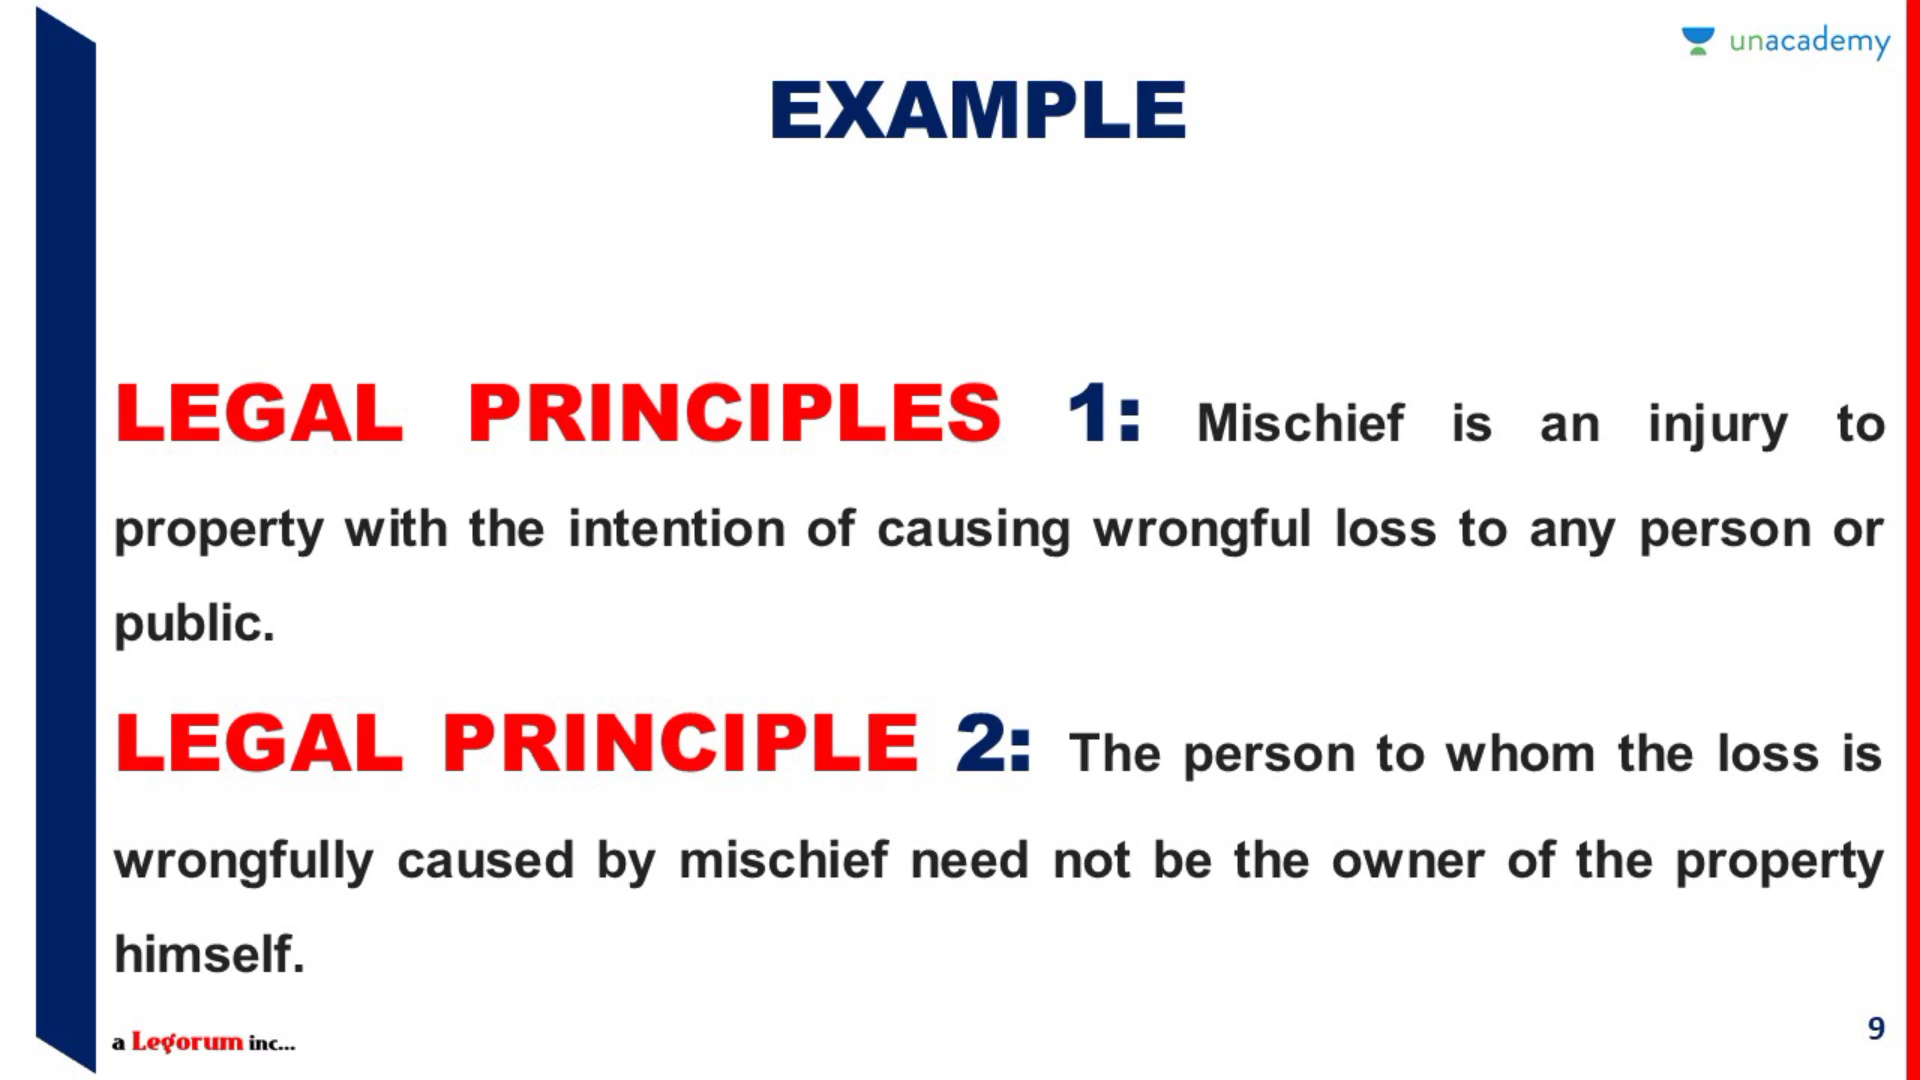 unacademy
EXAMPLE
LEGAL PRINCIPLES 1: Mischief is an injury to
property with the intention of causing wrongful loss to any person or
public.
LEGAL PRINCIPLE 2: The person to whom the loss is
wrongfully caused by mischief need not be the owner of the property
himself.
a Legorum inc...
9